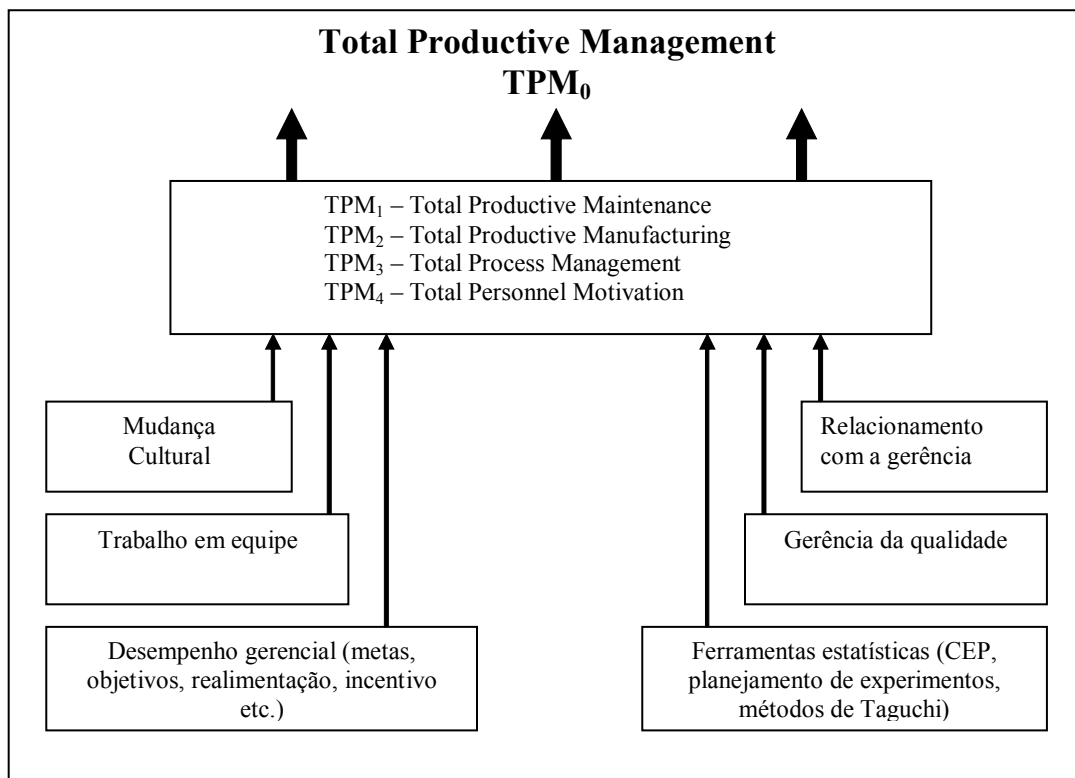 Total Productive Management
TPM₀
TPM₁ – Total Productive Maintenance
TPM₂ – Total Productive Manufacturing
TPM₃ – Total Process Management
TPM₄ – Total Personnel Motivation
Mudança
Cultural
Relacionamento
com a gerência
Trabalho em equipe
Gerência da qualidade
Desempenho gerencial (metas,
objetivos, realimentação, incentivo
etc.)
Ferramentas estatísticas (CEP,
planejamento de experimentos,
métodos de Taguchi)